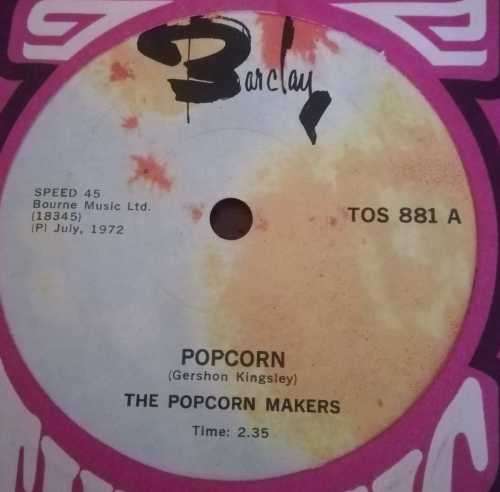 Barclay
SPEED 45
Bourne Music Ltd.
(18345)
(P) July, 1972
TOS 881 A
POPCORN
(Gershon Kingsley)
THE POPCORN MAKERS
Time: 2.35